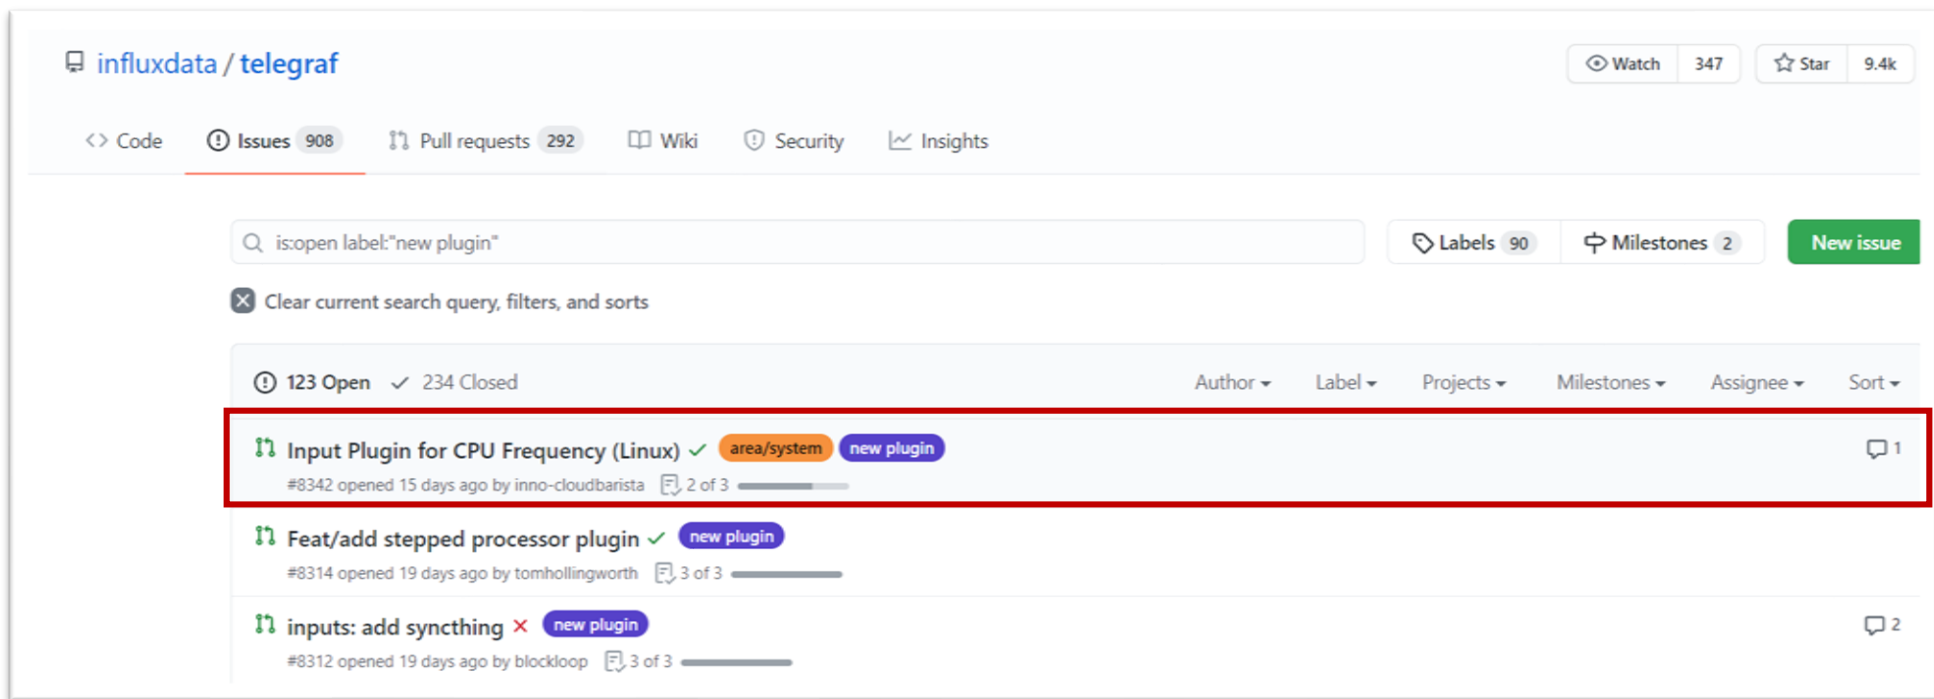 influxdata / telegraf
Watch 347 Star 9.4k
Code Issues 908 Pull requests 292 Wiki Security Insights
is:open label:"new plugin"
Labels 90 Milestones 2 New issue
Clear current search query, filters, and sorts
123 Open 234 Closed Author Label Projects Milestones Assignee Sort
Input Plugin for CPU Frequency (Linux) area/system new plugin 1
#8342 opened 15 days ago by inno-cloudbarista 2 of 3
Feat/add stepped processor plugin new plugin
#8314 opened 19 days ago by tomhollingworth 3 of 3
inputs: add syncthing new plugin 2
#8312 opened 19 days ago by blockloop 3 of 3